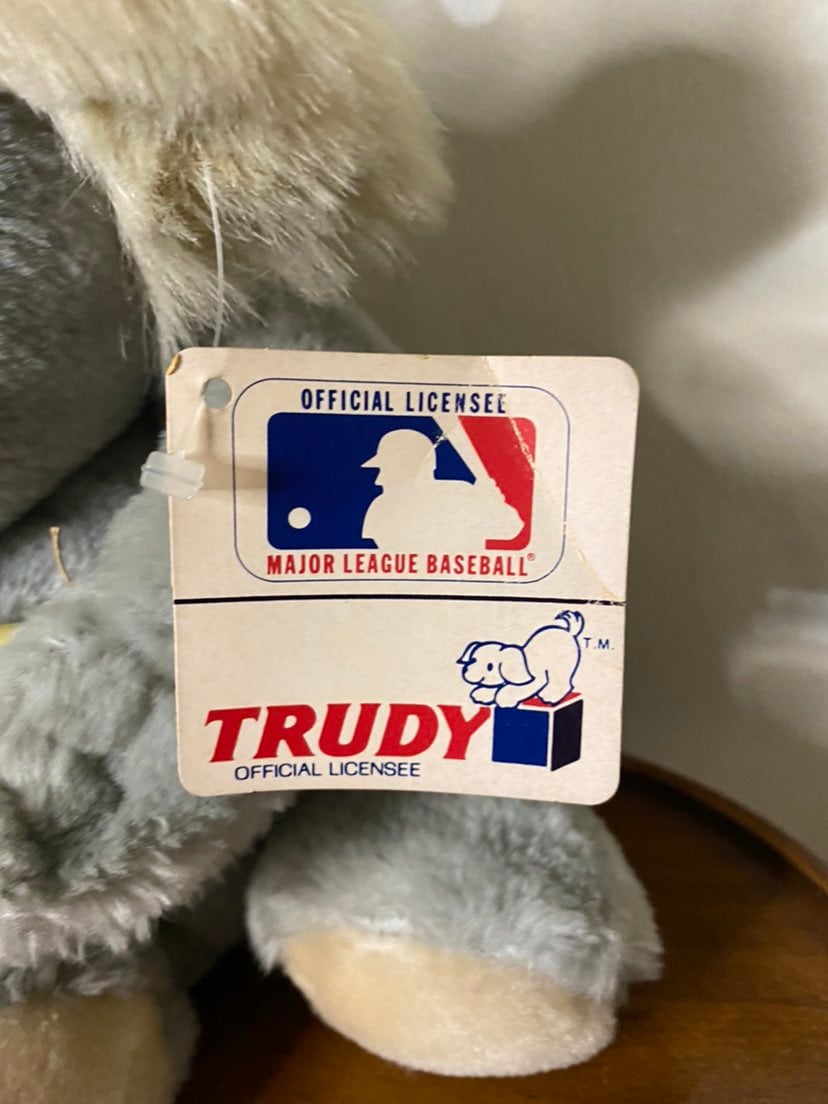 OFFICIAL LICENSEE
MAJOR LEAGUE BASEBALL®
T.M.
TRUDY
OFFICIAL LICENSEE